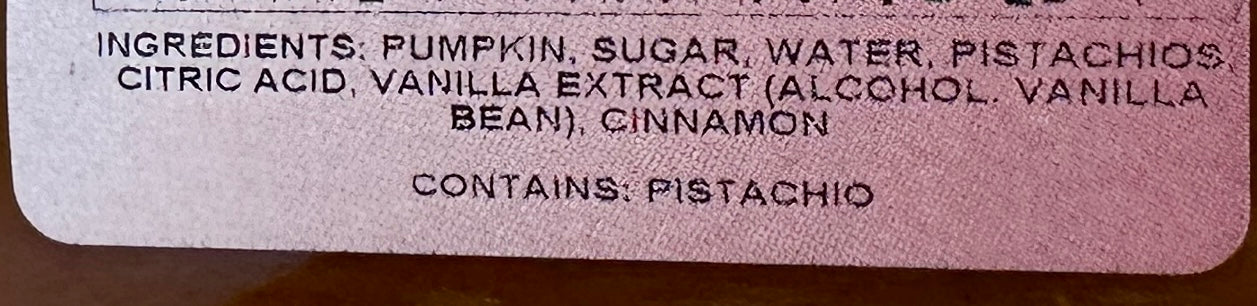 INGREDIENTS: PUMPKIN, SUGAR, WATER, PISTACHIOS,
CITRIC ACID, VANILLA EXTRACT (ALCOHOL, VANILLA
BEAN), CINNAMON
CONTAINS: PISTACHIO